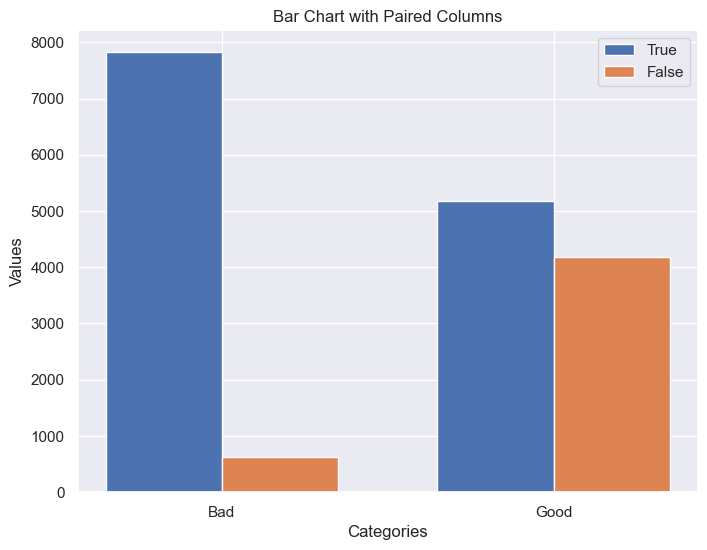 Bar Chart with Paired Columns
True
False
8000
7000
6000
5000
4000
3000
2000
1000
0
Values
Bad
Good
Categories